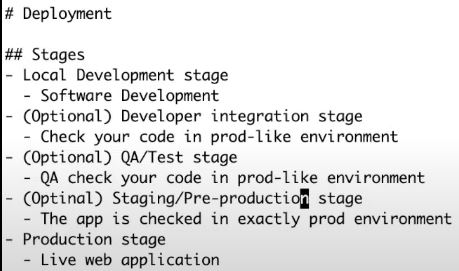 # Deployment
## Stages
- Local Development stage
- Software Development
- (Optional) Developer integration stage
- Check your code in prod-like environment
- (Optional) QA/Test stage
- QA check your code in prod-like environment
- (Optinal) Staging/Pre-production stage
- The app is checked in exactly prod environment
- Production stage
- Live web application